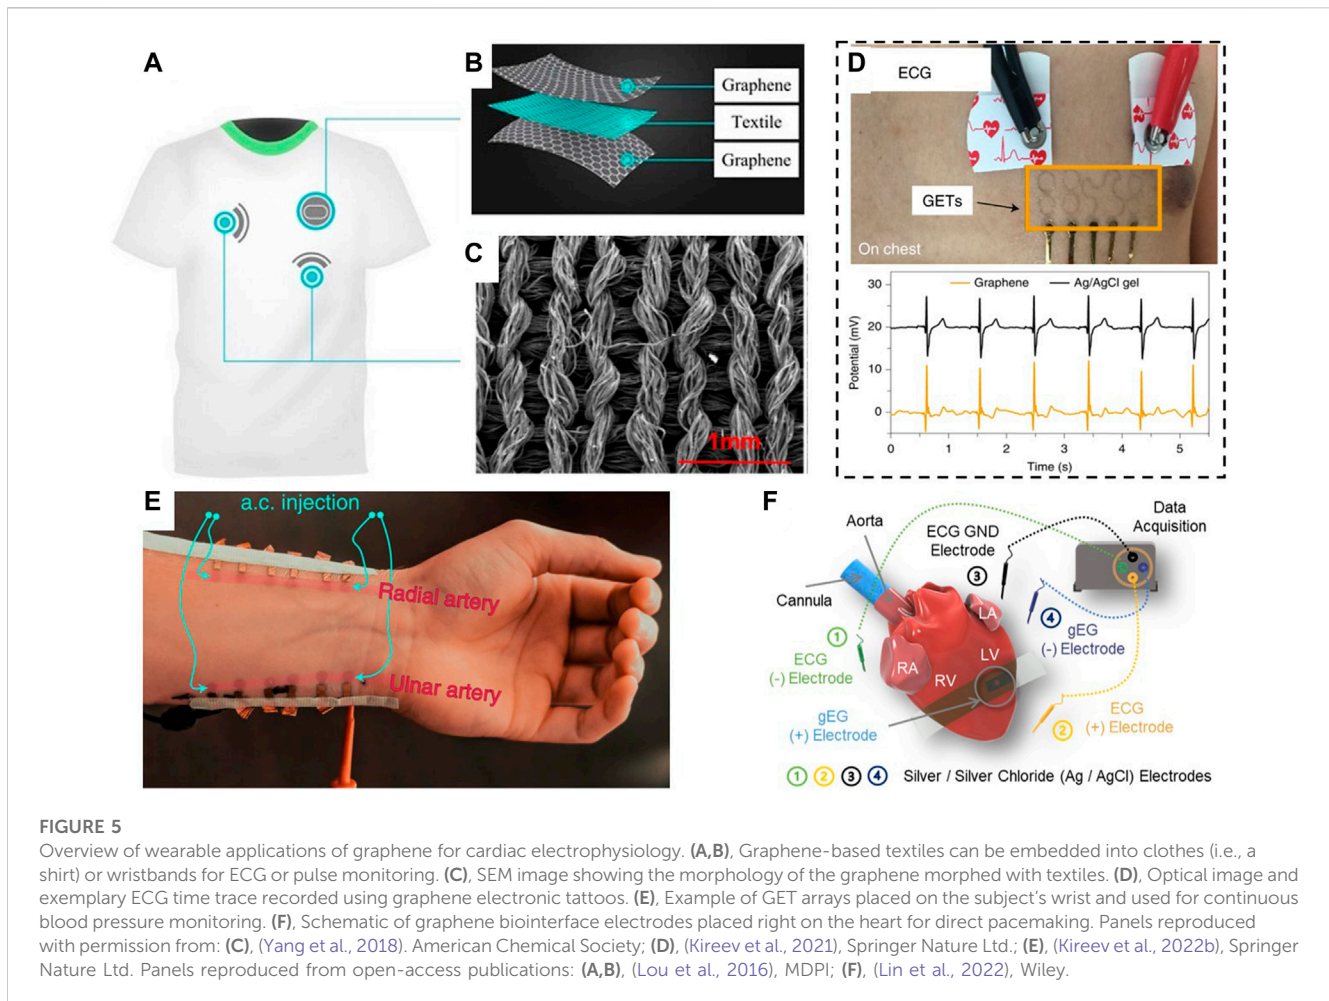 A
B
Graphene
Textile
Graphene
C
1mm
D
ECG
GETs
On chest
Graphene
Ag/AgCl gel
Potential (mV)
30
20
10
0
0
1
2
3
4
5
Time (s)
E
a.c. injection
Radial artery
Ulnar artery
F
Aorta
Cannula
ECG GND
Electrode
3
Data
Acquisition
1
ECG
(-) Electrode
LA
RA
LV
RV
4
gEG
(-) Electrode
gEG
(+) Electrode
2
ECG
(+) Electrode
1 2 3 4 Silver / Silver Chloride (Ag / AgCl) Electrodes
FIGURE 5
Overview of wearable applications of graphene for cardiac electrophysiology. (A,B), Graphene-based textiles can be embedded into clothes (i.e., a
shirt) or wristbands for ECG or pulse monitoring. (C), SEM image showing the morphology of the graphene morphed with textiles. (D), Optical image and
exemplary ECG time trace recorded using graphene electronic tattoos. (E), Example of GET arrays placed on the subject's wrist and used for continuous
blood pressure monitoring. (F), Schematic of graphene biointerface electrodes placed right on the heart for direct pacemaking. Panels reproduced
with permission from: (C), (Yang et al., 2018). American Chemical Society; (D), (Kireev et al., 2021), Springer Nature Ltd.; (E), (Kireev et al., 2022b), Springer
Nature Ltd. Panels reproduced from open-access publications: (A,B), (Lou et al., 2016), MDPI; (F), (Lin et al., 2022), Wiley.